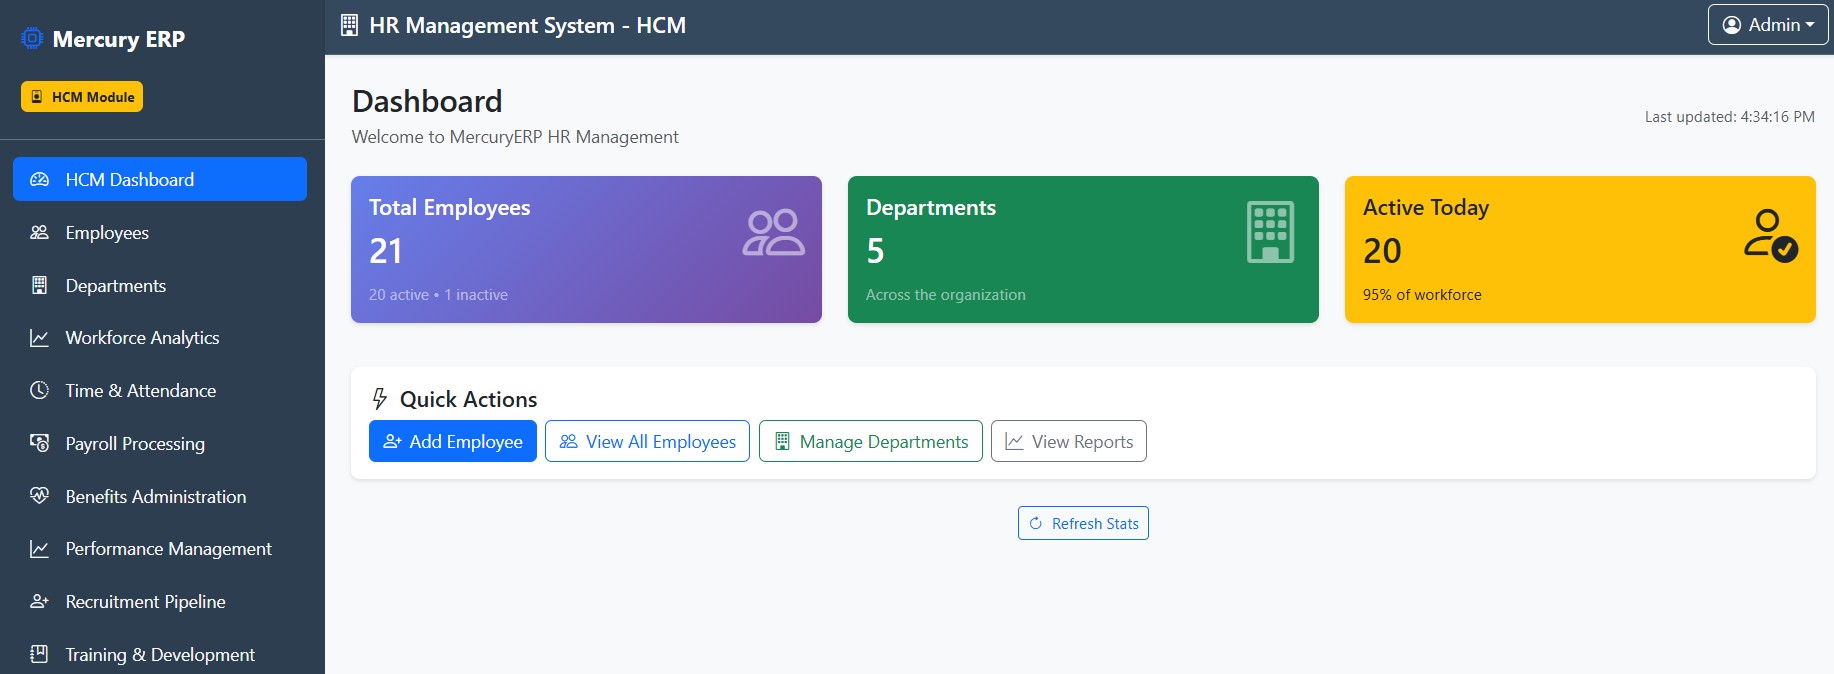 Mercury ERP
HCM Module
HCM Dashboard
Employees
Departments
Workforce Analytics
Time & Attendance
Payroll Processing
Benefits Administration
Performance Management
Recruitment Pipeline
Training & Development
HR Management System - HCM
Admin
Dashboard
Welcome to MercuryERP HR Management
Last updated: 4:34:16 PM
Total Employees
21
20 active • 1 inactive
Departments
5
Across the organization
Active Today
20
95% of workforce
Quick Actions
Add Employee
View All Employees
Manage Departments
View Reports
Refresh Stats